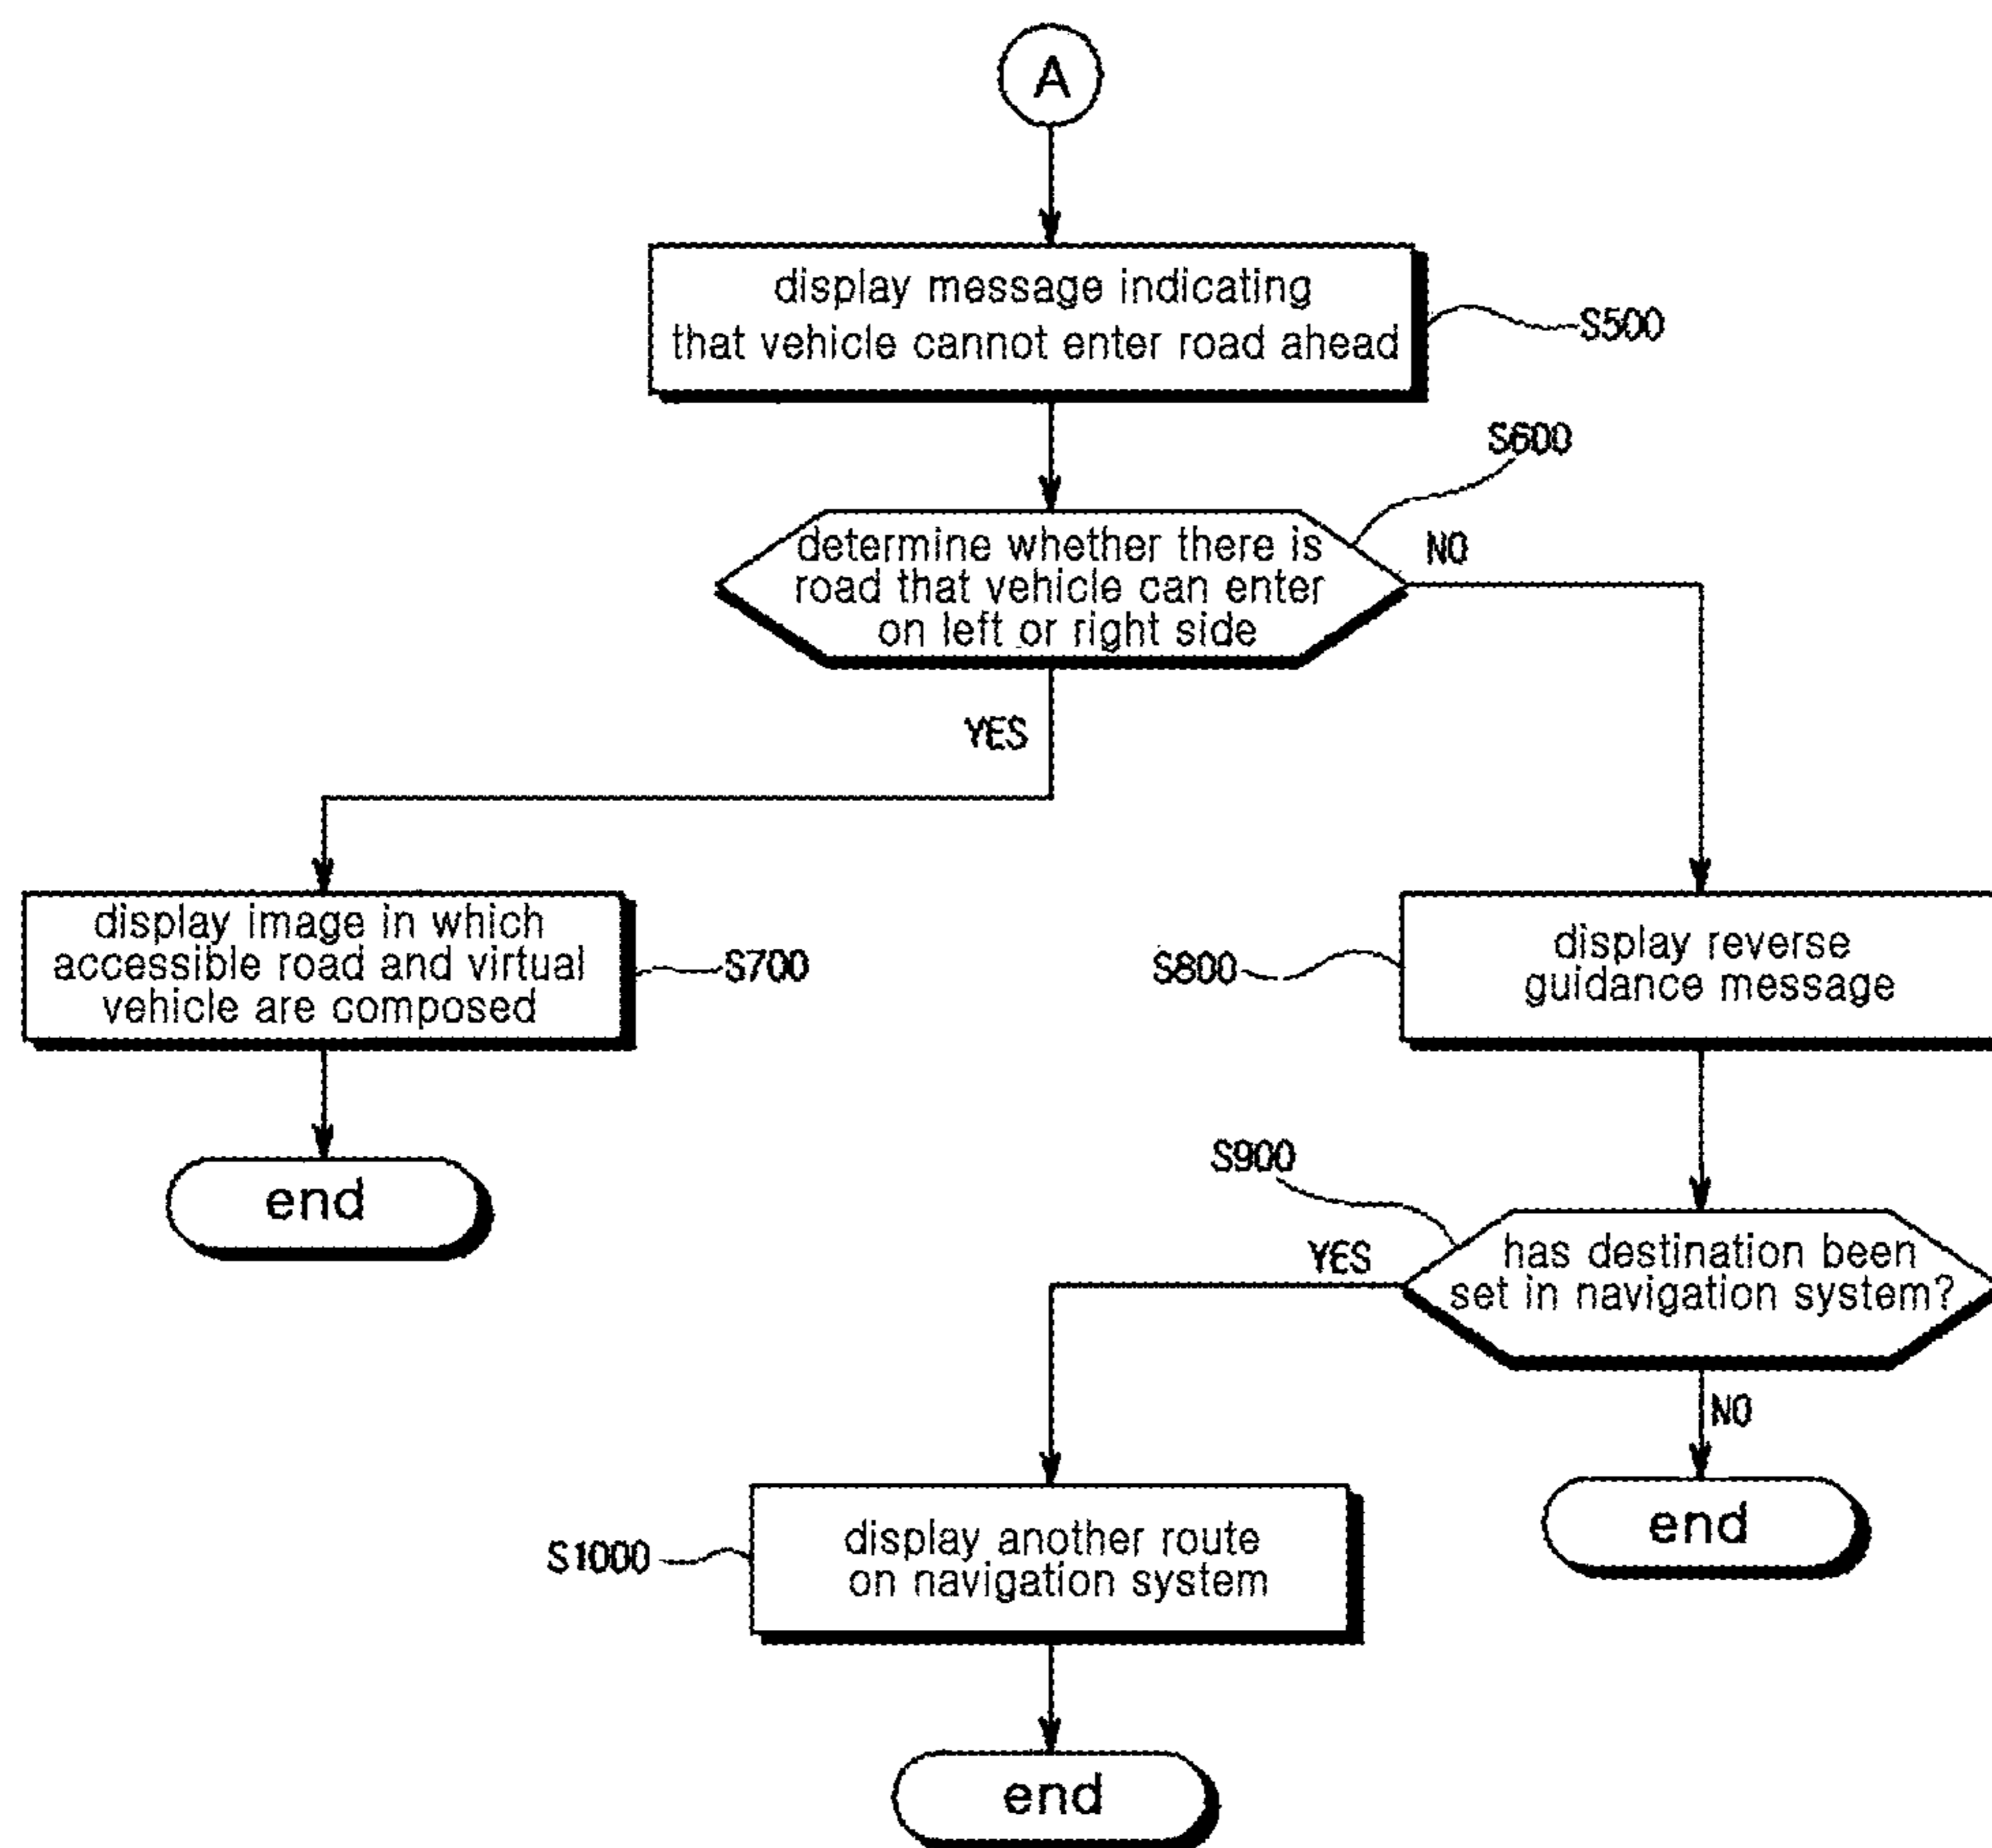 A
display message indicating
that vehicle cannot enter road ahead
S500
S600
determine whether there is
road that vehicle can enter
on left or right side
NO
YES
display image in which
accessible road and virtual
vehicle are composed
S700
S800
display reverse
guidance message
end
S900
YES
has destination been
set in navigation system?
NO
S1000
display another route
on navigation system
end
end